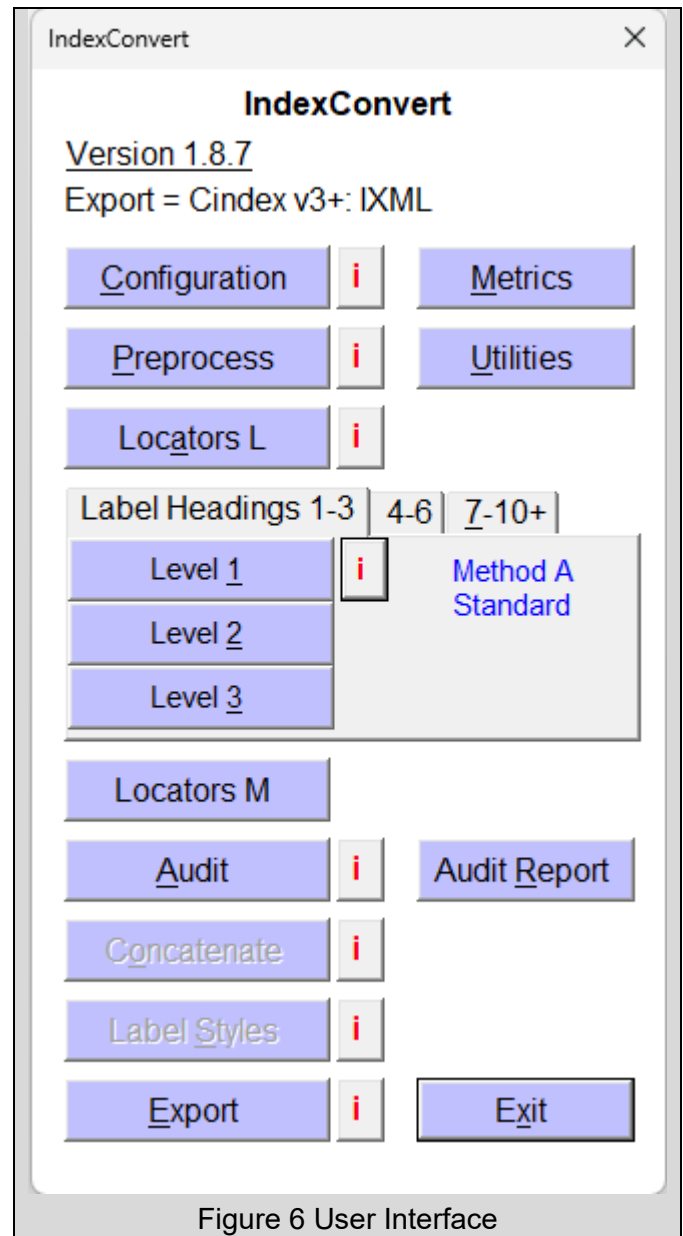 IndexConvert
IndexConvert
Version 1.8.7
Export = Cindex v3+: IXML
Configuration i Metrics
Preprocess i Utilities
Locators L i
Label Headings 1-3 4-6 7-10+
Level 1 i Method A
Standard
Level 2
Level 3
Locators M
Audit i Audit Report
Concatenate i
Label Styles i
Export i Exit
Figure 6 User Interface